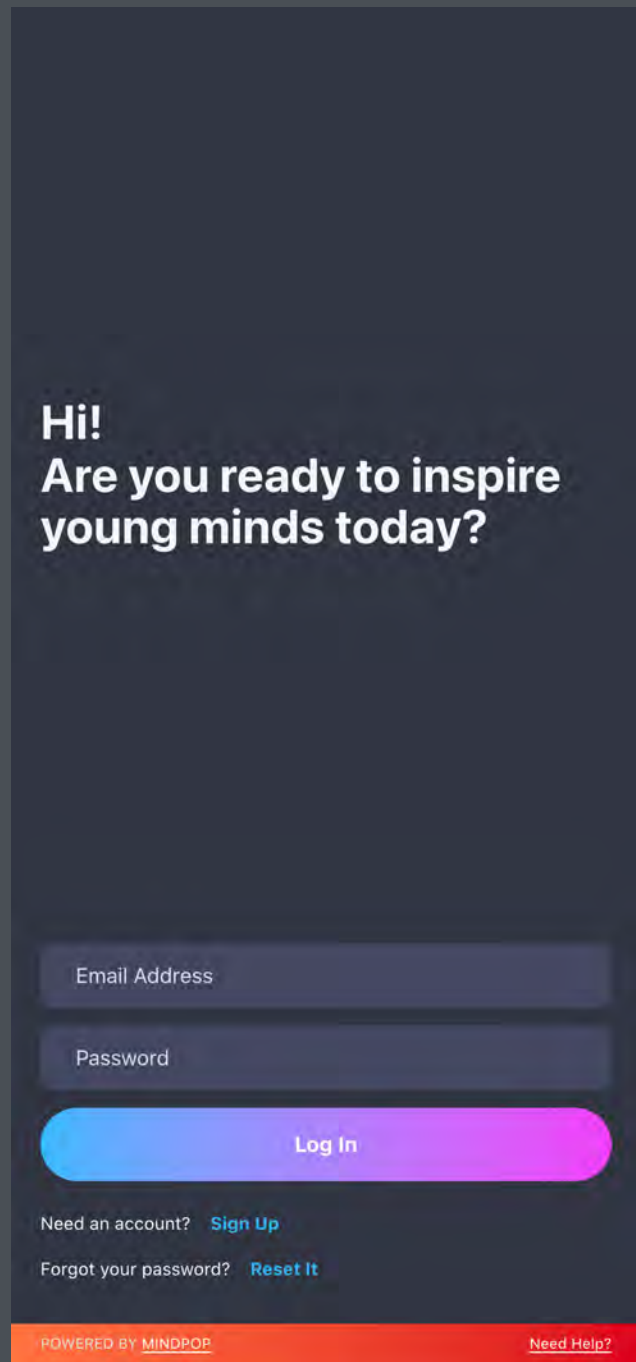 Hi!
Are you ready to inspire
young minds today?
Email Address
Password
Log In
Need an account? Sign Up
Forgot your password? Reset It
POWERED BY MINDPOP Need Help?